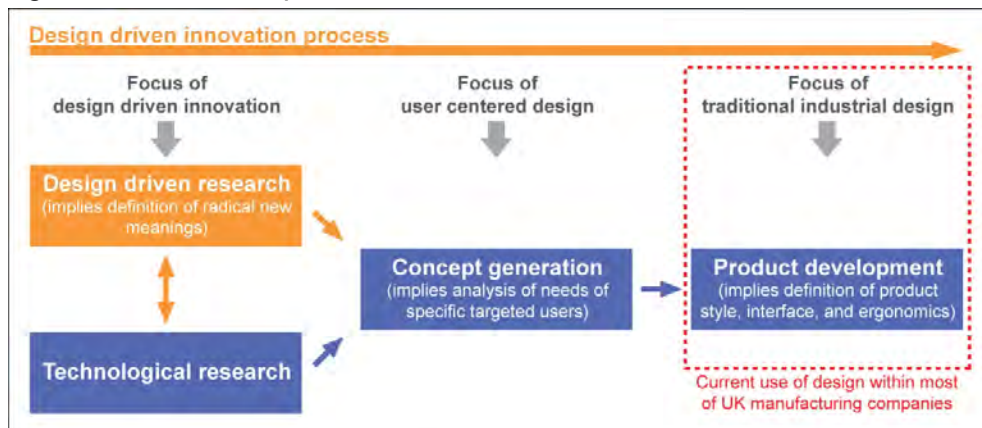 Design driven innovation process
Focus of
design driven innovation
Focus of
user centered design
Focus of
traditional industrial design
Design driven research
(implies definition of radical new
meanings)
Concept generation
(implies analysis of needs of
specific targeted users)
Product development
(implies definition of product
style, interface, and ergonomics)
Technological research
Current use of design within most
of UK manufacturing companies